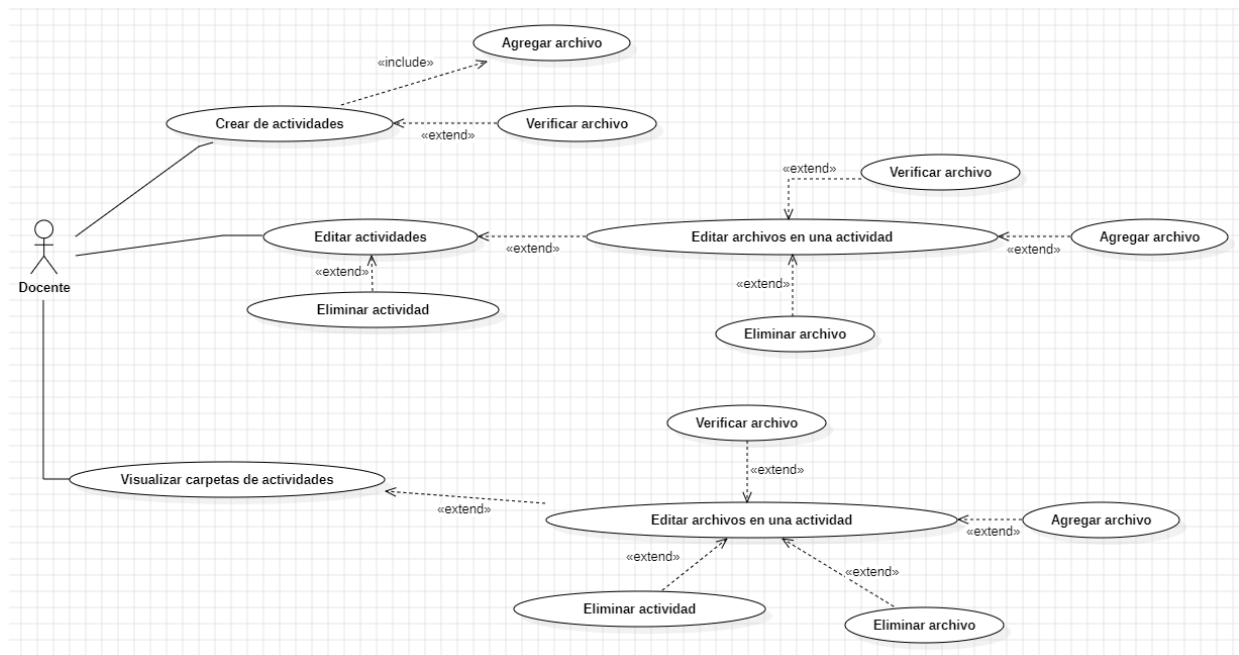 Agregar archivo
«include»
Crear de actividades
«extend»
Verificar archivo
«extend»
Verificar archivo
Docente
Editar actividades
«extend»
Editar archivos en una actividad
«extend»
Agregar archivo
«extend»
Eliminar actividad
«extend»
Eliminar archivo
Verificar archivo
«extend»
Visualizar carpetas de actividades
«extend»
Editar archivos en una actividad
«extend»
Agregar archivo
«extend»
Eliminar actividad
«extend»
Eliminar archivo